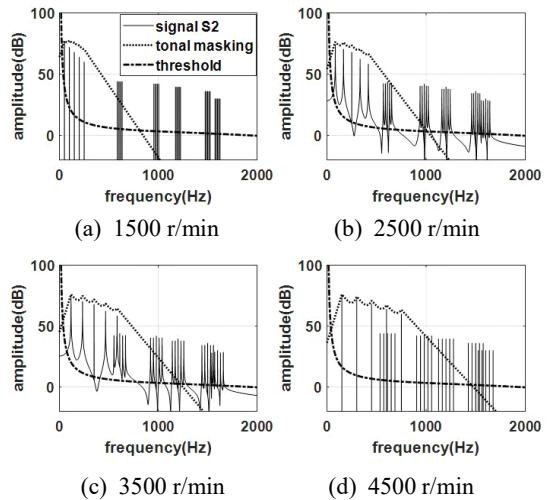 100
50
0
amplitude(dB)
signal S2
tonal masking
threshold
0 1000 2000
frequency(Hz)
(a) 1500 r/min
100
50
0
amplitude(dB)
0 1000 2000
frequency(Hz)
(b) 2500 r/min
100
50
0
amplitude(dB)
0 1000 2000
frequency(Hz)
(c) 3500 r/min
100
50
0
amplitude(dB)
0 1000 2000
frequency(Hz)
(d) 4500 r/min